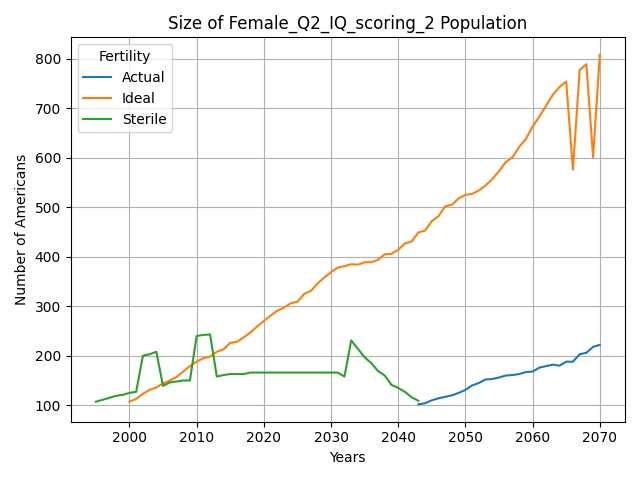 Size of Female_Q2_IQ_scoring_2 Population
Fertility
Actual
Ideal
Sterile
Number of Americans
800
700
600
500
400
300
200
100
2000 2010 2020 2030 2040 2050 2060 2070
Years